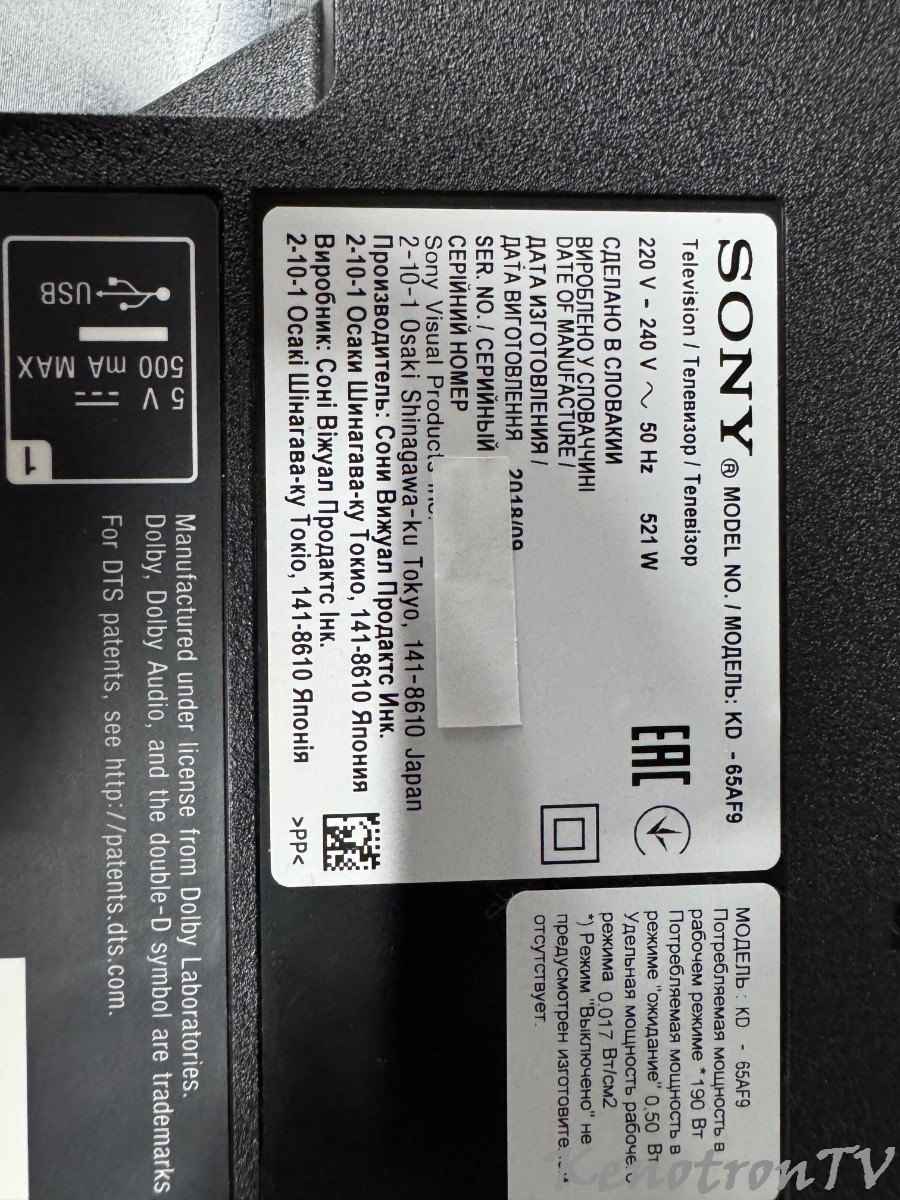 SONY ® MODEL NO. / МОДЕЛЬ: KD - 65AF9
Television / Телевизор / Телевізор
220 V - 240 V ~ 50 Hz 521 W
СДЕЛАНО В СЛОВАКИИ
ВИРОБЛЕНО У СЛОВАЧЧИНІ
DATE OF MANUFACTURE /
ДАТА ИЗГОТОВЛЕНИЯ /
ДАТА ВИГОТОВЛЕННЯ 2018/09
SER. NO. / СЕРИЙНЫЙ
СЕРІЙНИЙ НОМЕР
Sony Visual Products Inc.
2-10-1 Osaki Shinagawa-ku Tokyo, 141-8610 Japan
Производитель: Сони Вижуал Продактс Инк.
2-10-1 Осаки Шинагава-ку Токио, 141-8610 Япония
Виробник: Соні Віжуал Продактс Інк.
2-10-1 Осакі Шінагава-ку Токіо, 141-8610 Японія
EAC
>PP<
МОДЕЛЬ : KD - 65AF9
Потребляемая мощность в
рабочем режиме *190 Вт
Потребляемая мощность в
режиме "ожидание" 0,50 Вт
Удельная мощность
режима 0,017 Вт/см2
*) Режим "Выключено" не
предусмотрен
отсутствует.
USB
5 V
500 mA MAX
1
Manufactured under license from Dolby Laboratories.
Dolby, Dolby Audio, and the double-D symbol are trademarks
For DTS patents, see http://patents.dts.com.
KenotronTV